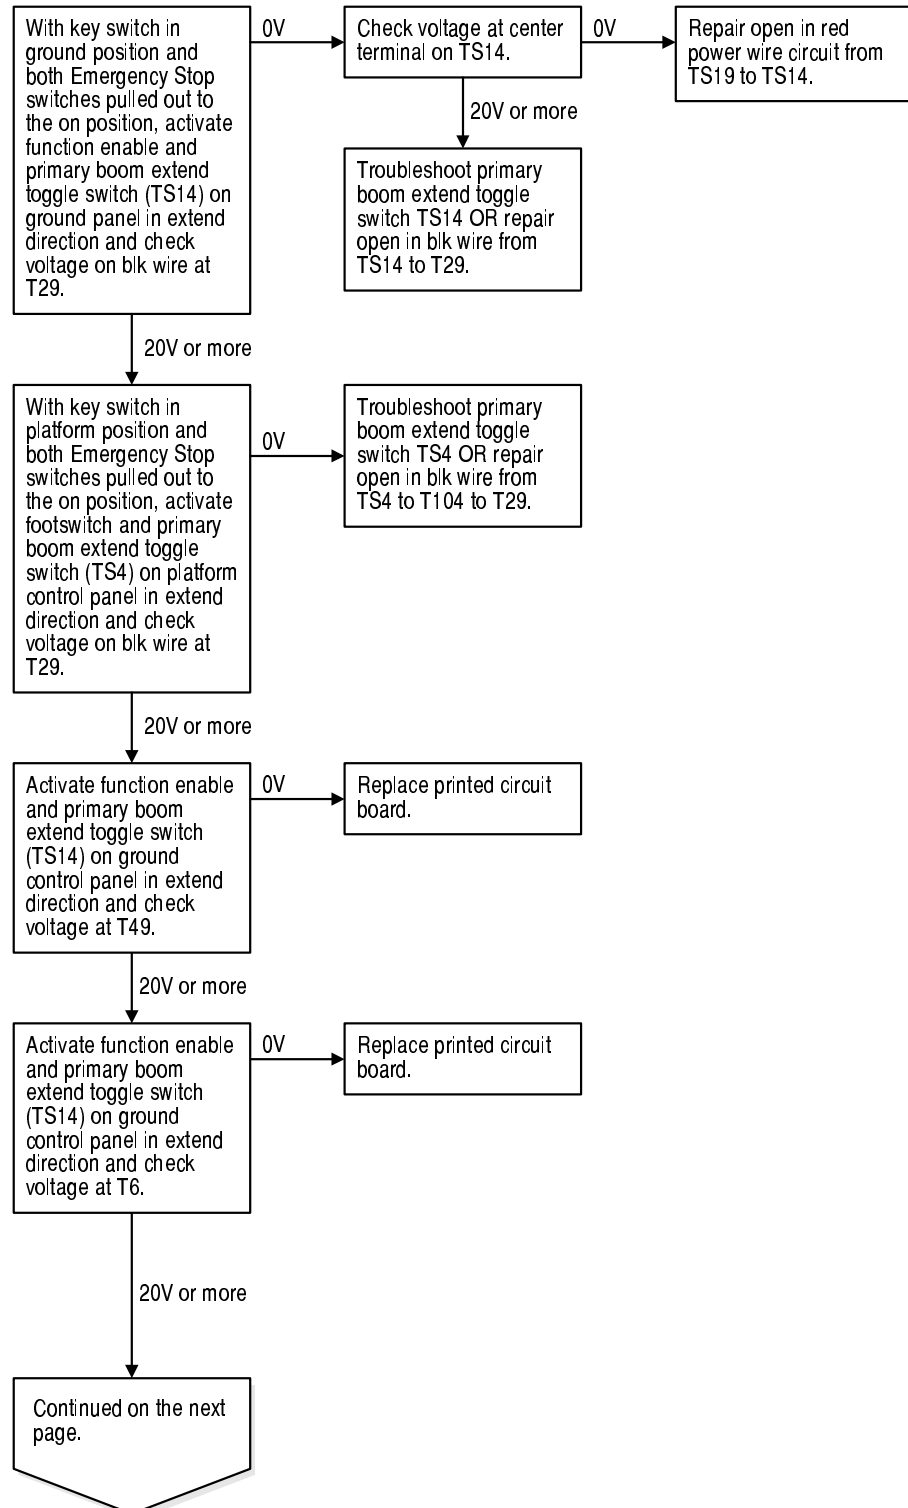 With key switch in
ground position and
both Emergency Stop
switches pulled out to
the on position, activate
function enable and
primary boom extend
toggle switch (TS14) on
ground panel in extend
direction and check
voltage on blk wire at
T29.
0V
Check voltage at center
terminal on TS14.
0V
Repair open in red
power wire circuit from
TS19 to TS14.
20V or more
Troubleshoot primary
boom extend toggle
switch TS14 OR repair
open in blk wire from
TS14 to T29.
20V or more
With key switch in
platform position and
both Emergency Stop
switches pulled out to
the on position, activate
footswitch and primary
boom extend toggle
switch (TS4) on platform
control panel in extend
direction and check
voltage on blk wire at
T29.
0V
Troubleshoot primary
boom extend toggle
switch TS4 OR repair
open in blk wire from
TS4 to T104 to T29.
20V or more
Activate function enable
and primary boom
extend toggle switch
(TS14) on ground
control panel in extend
direction and check
voltage at T49.
0V
Replace printed circuit
board.
20V or more
Activate function enable
and primary boom
extend toggle switch
(TS14) on ground
control panel in extend
direction and check
voltage at T6.
0V
Replace printed circuit
board.
20V or more
Continued on the next
page.